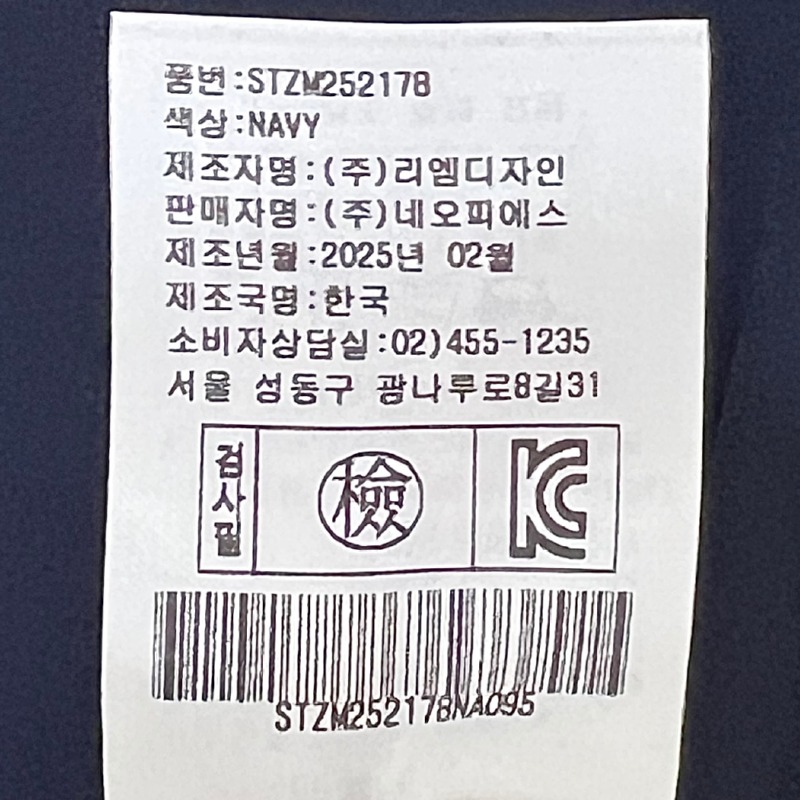 품번:STZM252178
색상:NAVY
제조자명:(주)리엠디자인
판매자명:(주)네오피에스
제조년월:2025년 02월
제조국명:한국
소비자상담실:02)455-1235
서울 성동구 광나루로8길31
검사필
檢
KC
STZM252178NA095